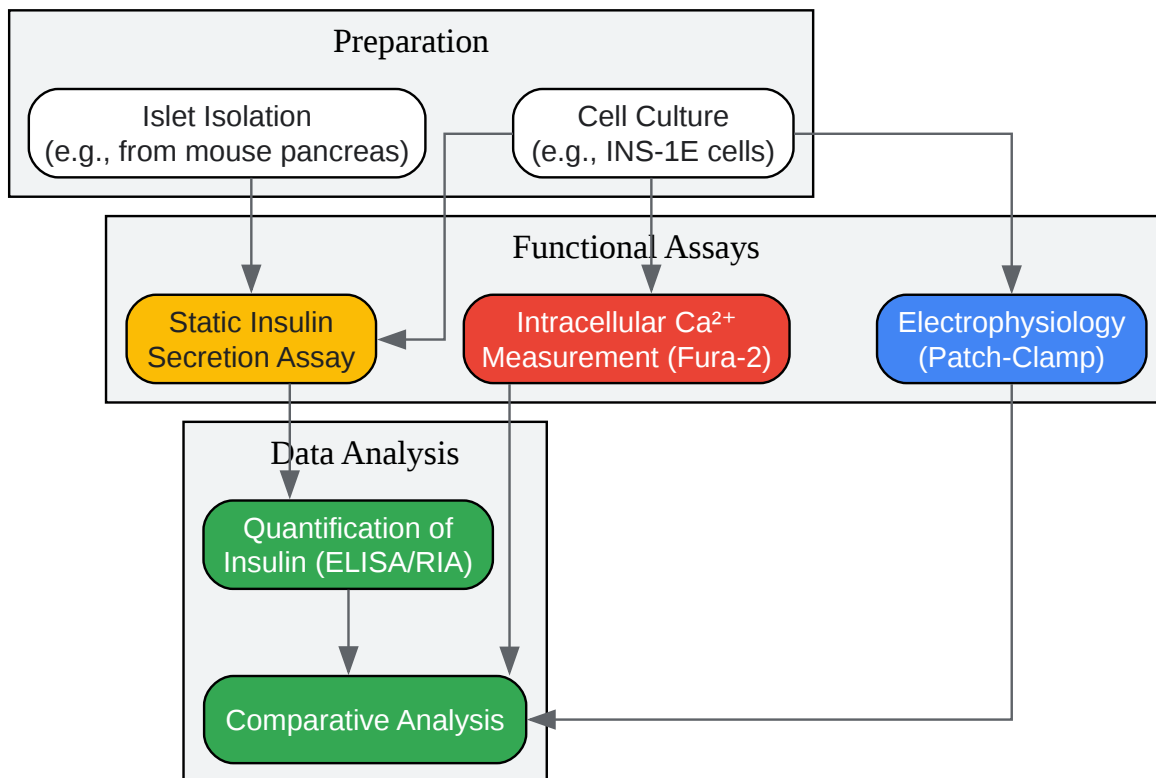 Preparation
Islet Isolation
(e.g., from mouse pancreas)
Cell Culture
(e.g., INS-1E cells)
Functional Assays
Static Insulin
Secretion Assay
Intracellular Ca²⁺
Measurement (Fura-2)
Electrophysiology
(Patch-Clamp)
Data Analysis
Quantification of
Insulin (ELISA/RIA)
Comparative Analysis